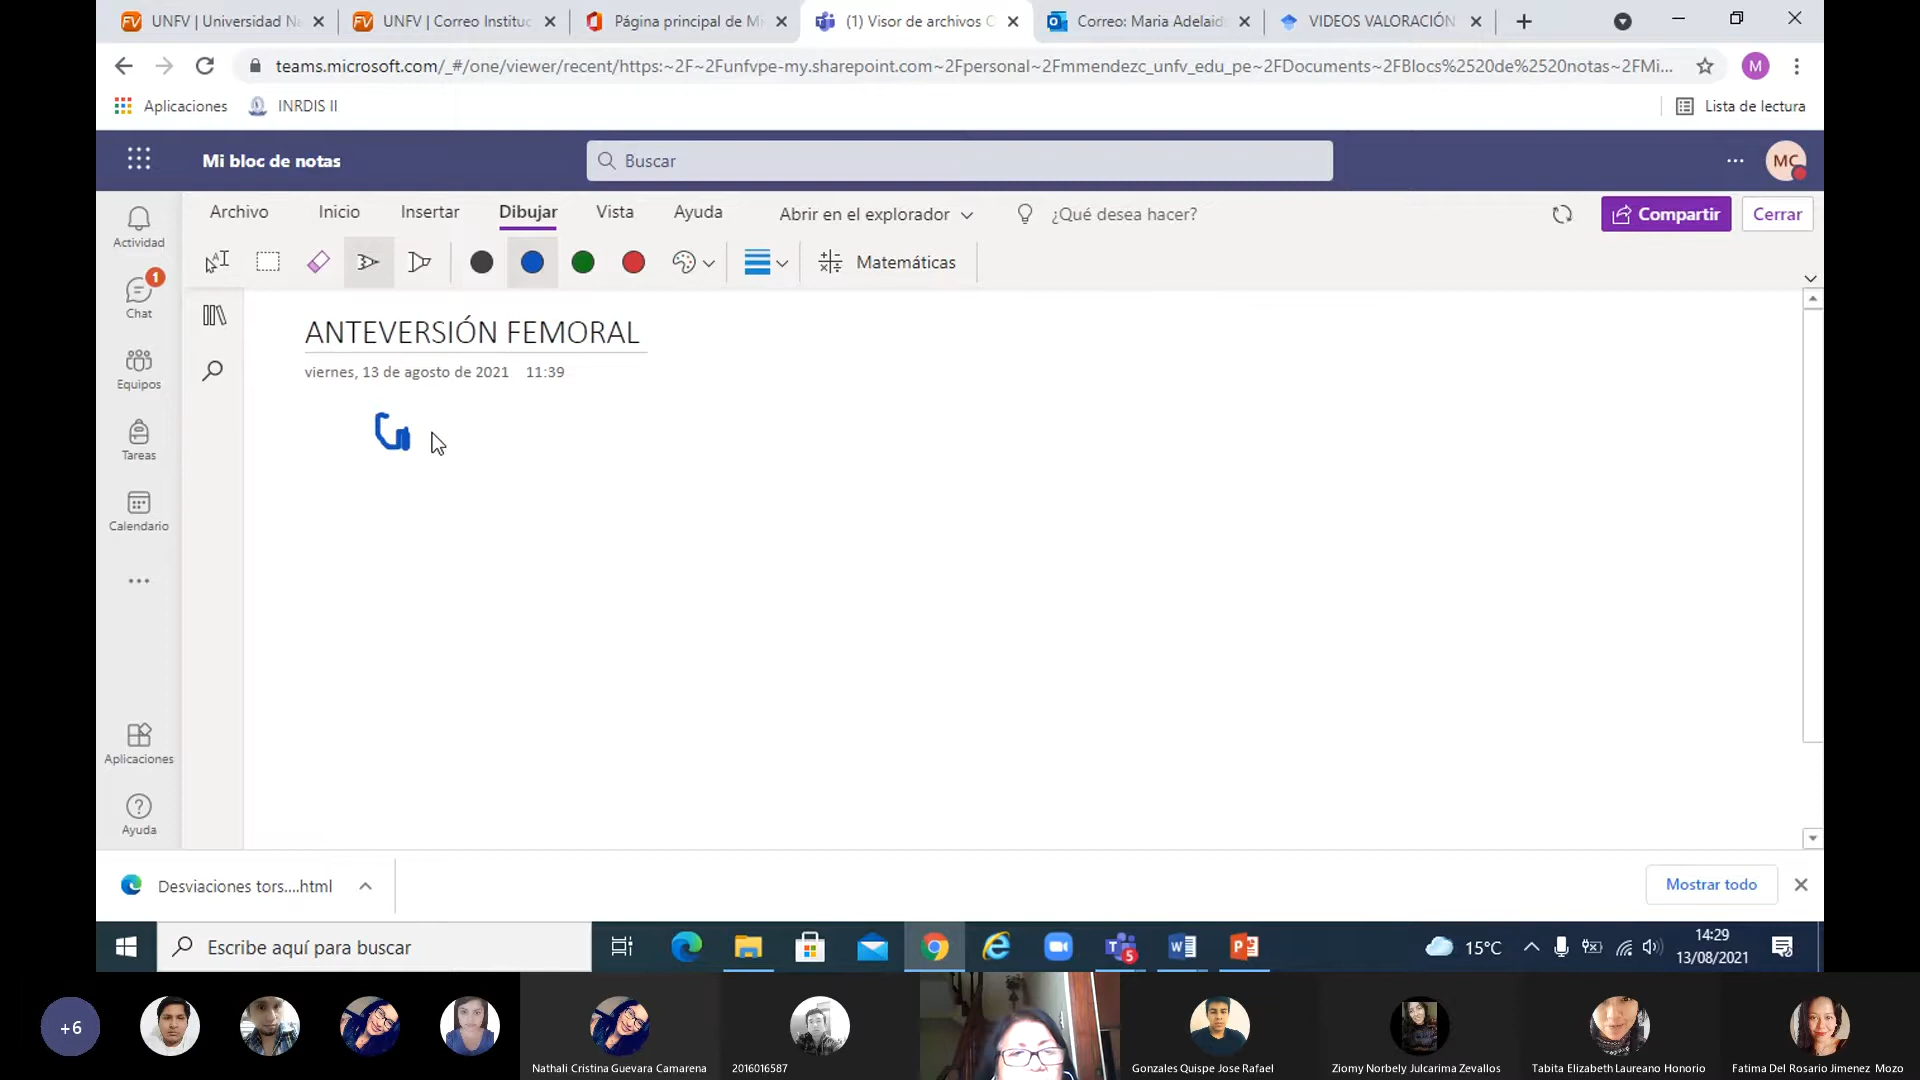 UNFV | Universidad Na
UNFV | Correo Instituc
Página principal de Mi
(1) Visor de archivos O
Correo: Maria Adelaid
VIDEOS VALORACIÓN
teams.microsoft.com/_#/one/viewer/recent/https:~2F~2Funfvpe-my.sharepoint.com~2Fpersonal~2Fmmendezc_unfv_edu_pe~2FDocuments~2FBlocs%2520de%2520notas~2FMi...
M
Aplicaciones
INRDIS II
Lista de lectura
Mi bloc de notas
Buscar
MC
Archivo
Inicio
Insertar
Dibujar
Vista
Ayuda
Abrir en el explorador
¿Qué desea hacer?
Compartir
Cerrar
Matemáticas
Actividad
1
Chat
Equipos
Tareas
Calendario
Aplicaciones
Ayuda
ANTEVERSIÓN FEMORAL
viernes, 13 de agosto de 2021 11:39
Desviaciones tors....html
Mostrar todo
Escribe aquí para buscar
5
15°C
14:29
13/08/2021
+6
Nathali Cristina Guevara Camarena
2016016587
Gonzales Quispe Jose Rafael
Ziomy Norbely Julcarima Zevallos
Tabita Elizabeth Laureano Honorio
Fatima Del Rosario Jimenez Mozo